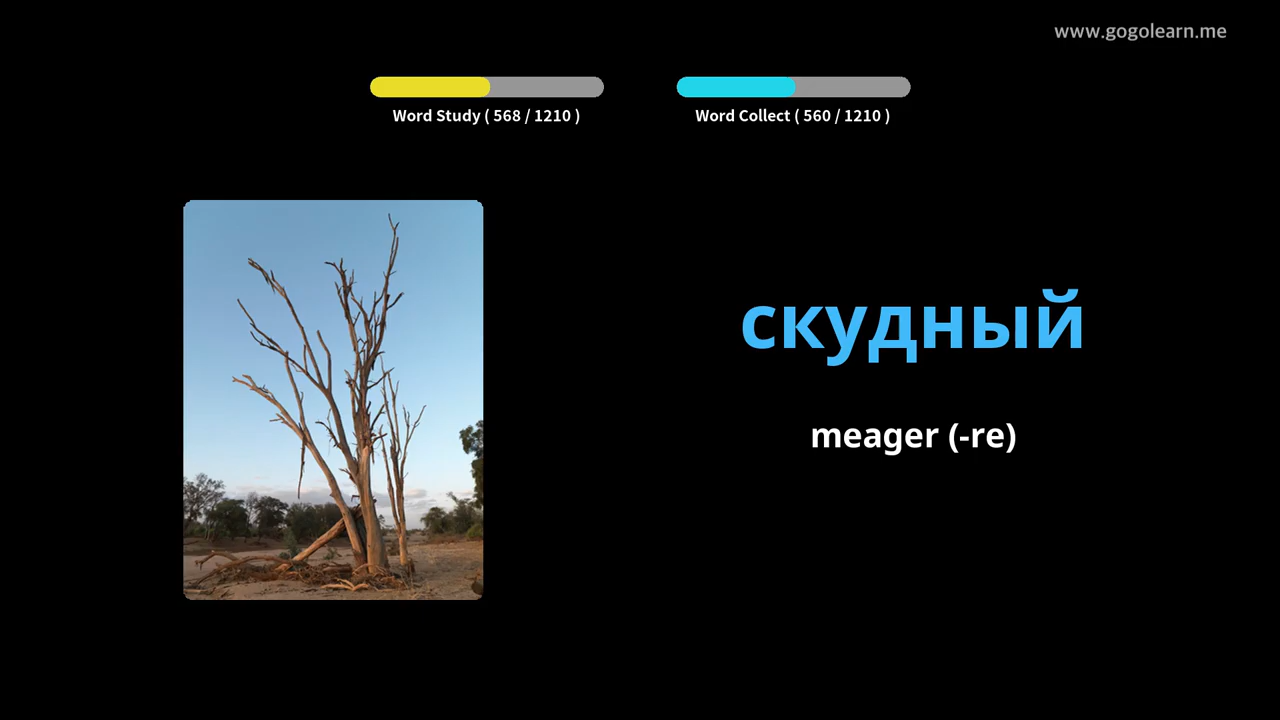 www.gogolearn.me
Word Study ( 568 / 1210 )
Word Collect ( 560 / 1210 )
скудный
meager (-re)